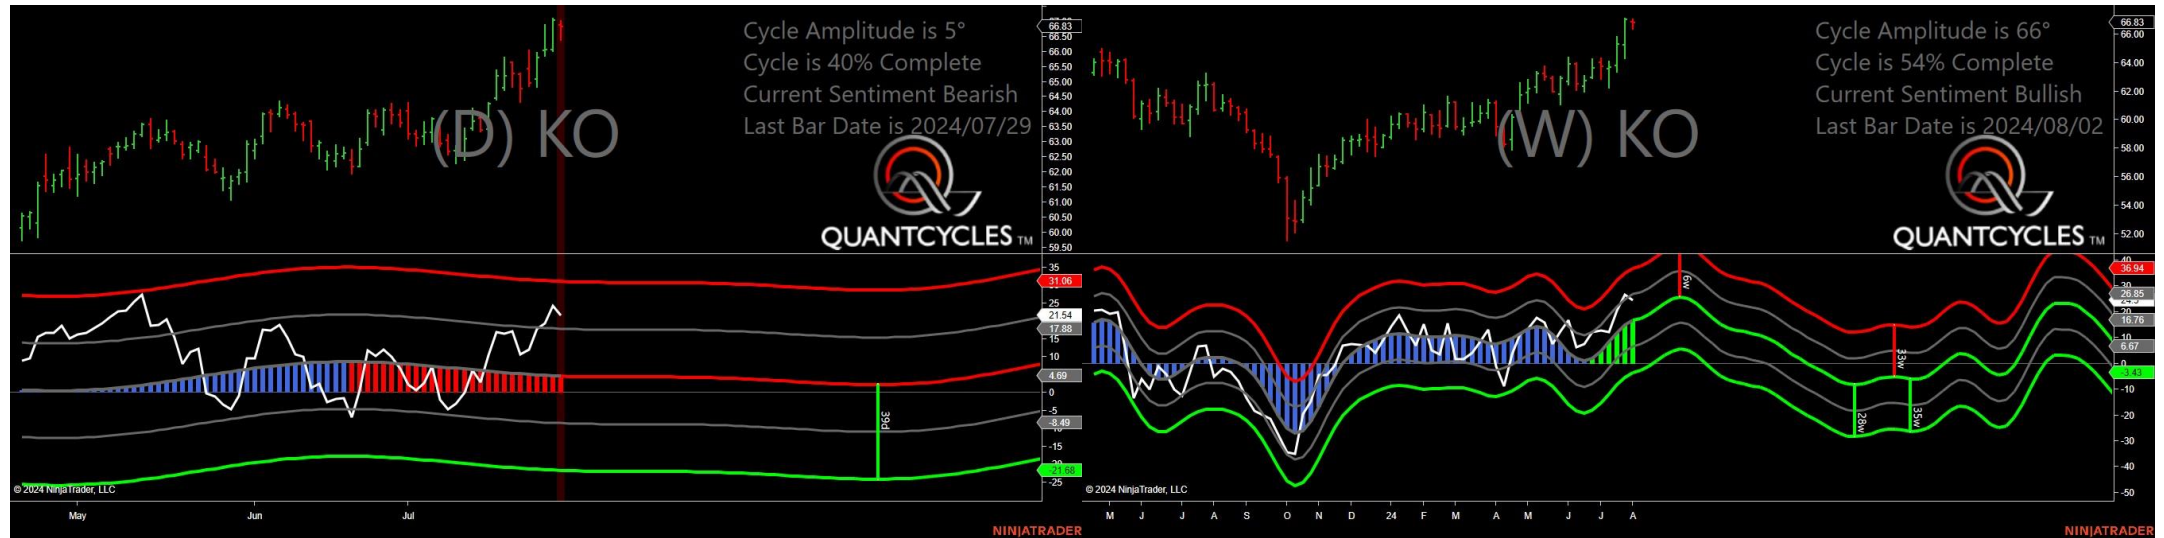 Cycle Amplitude is 5°
Cycle is 40% Complete
Current Sentiment Bearish
Last Bar Date is 2024/07/29
(D) KO
QUANTCYCLES TM
66.83
66.50
66.00
65.50
65.00
64.50
64.00
63.50
63.00
62.50
62.00
61.50
61.00
60.50
60.00
59.50
35
31.06
25
21.54
17.88
15
10
4.69
0
-5
-8.49
-15
-21.68
-25
39d
© 2024 NinjaTrader, LLC
May Jun Jul
NINJATRADER
Cycle Amplitude is 66°
Cycle is 54% Complete
Current Sentiment Bullish
Last Bar Date is 2024/08/02
(W) KO
QUANTCYCLES TM
66.83
66.00
64.00
62.00
60.00
58.00
56.00
54.00
52.00
40
36.94
26.85
16.76
6.67
0
-3.43
-10
-20
-30
-40
-50
6w
33w
28w
35w
© 2024 NinjaTrader, LLC
M J J A S O N D 24 F M A M J J A
NINJATRADER